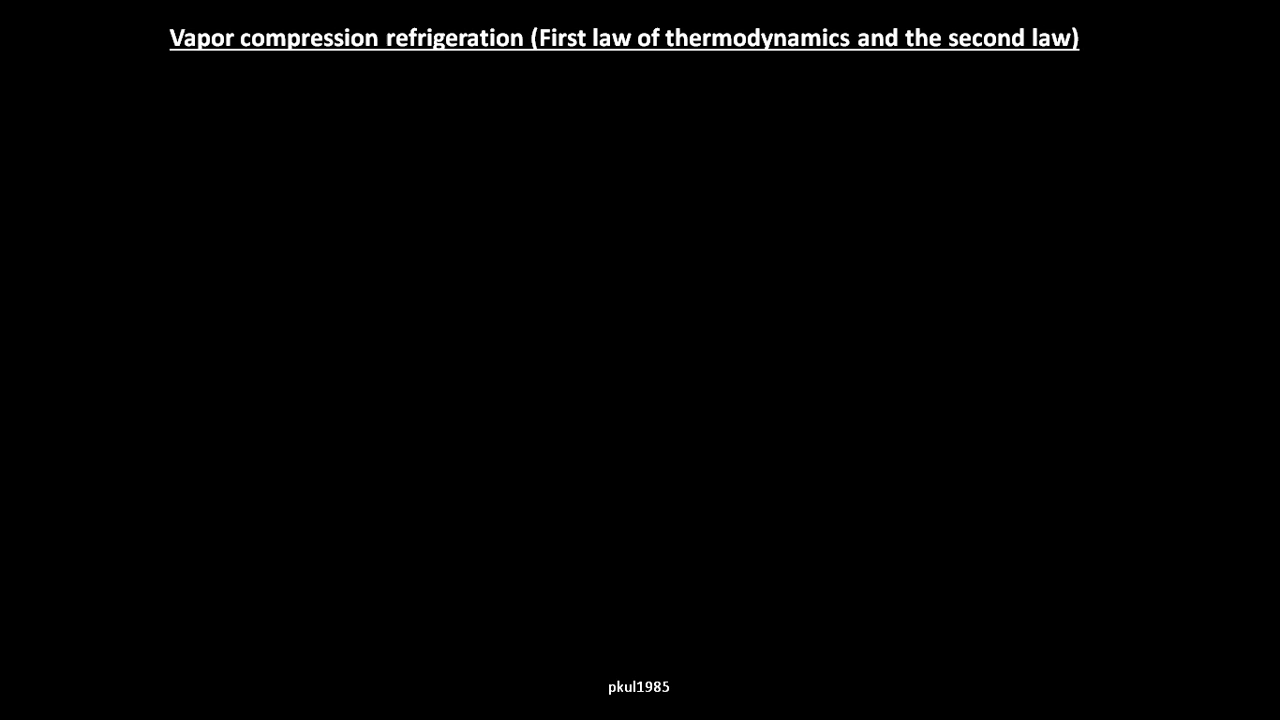 Vapor compression refrigeration (First law of thermodynamics and the second law)
pkul1985